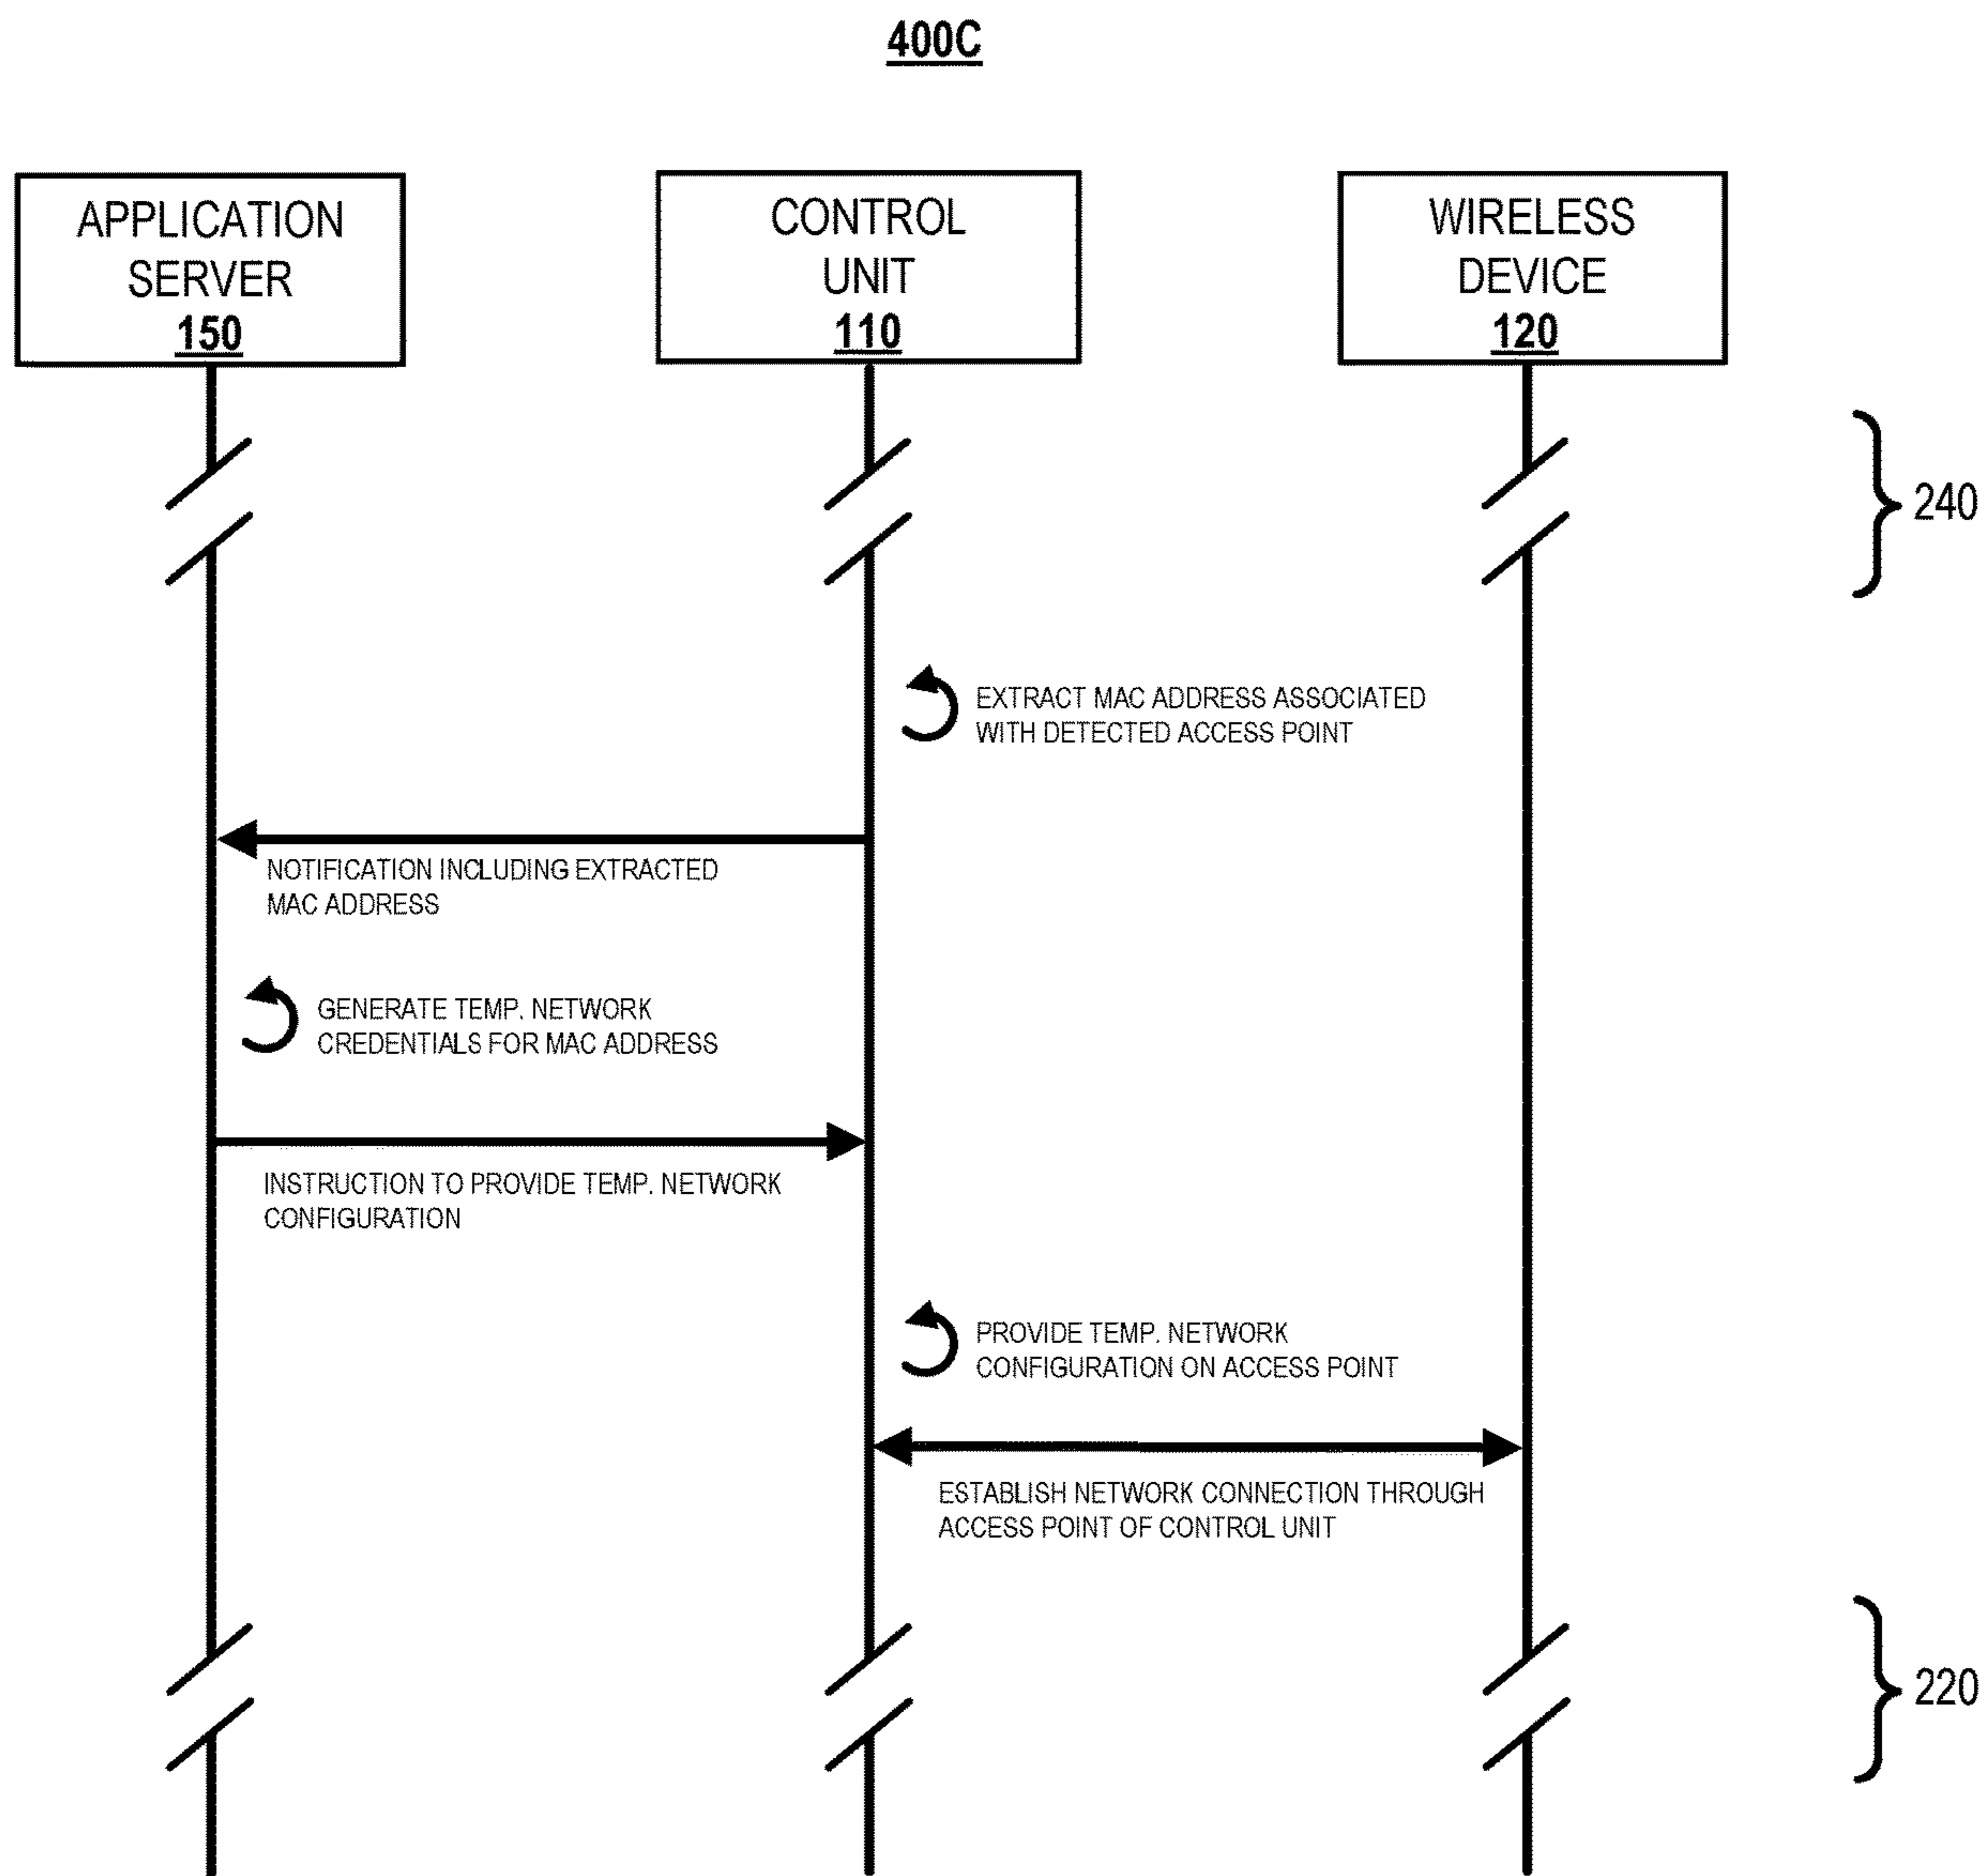 400C
APPLICATION
SERVER
150
CONTROL
UNIT
110
WIRELESS
DEVICE
120
240
EXTRACT MAC ADDRESS ASSOCIATED
WITH DETECTED ACCESS POINT
NOTIFICATION INCLUDING EXTRACTED
MAC ADDRESS
GENERATE TEMP. NETWORK
CREDENTIALS FOR MAC ADDRESS
INSTRUCTION TO PROVIDE TEMP. NETWORK
CONFIGURATION
PROVIDE TEMP. NETWORK
CONFIGURATION ON ACCESS POINT
ESTABLISH NETWORK CONNECTION THROUGH
ACCESS POINT OF CONTROL UNIT
220